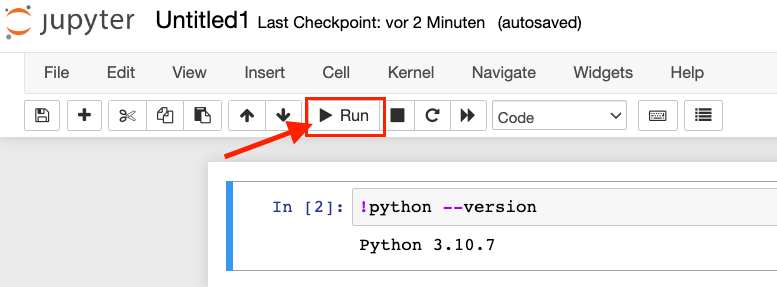 jupyter Untitled1 Last Checkpoint: vor 2 Minuten (autosaved)
File Edit View Insert Cell Kernel Navigate Widgets Help
Run Code
In [2]: !python --version
Python 3.10.7